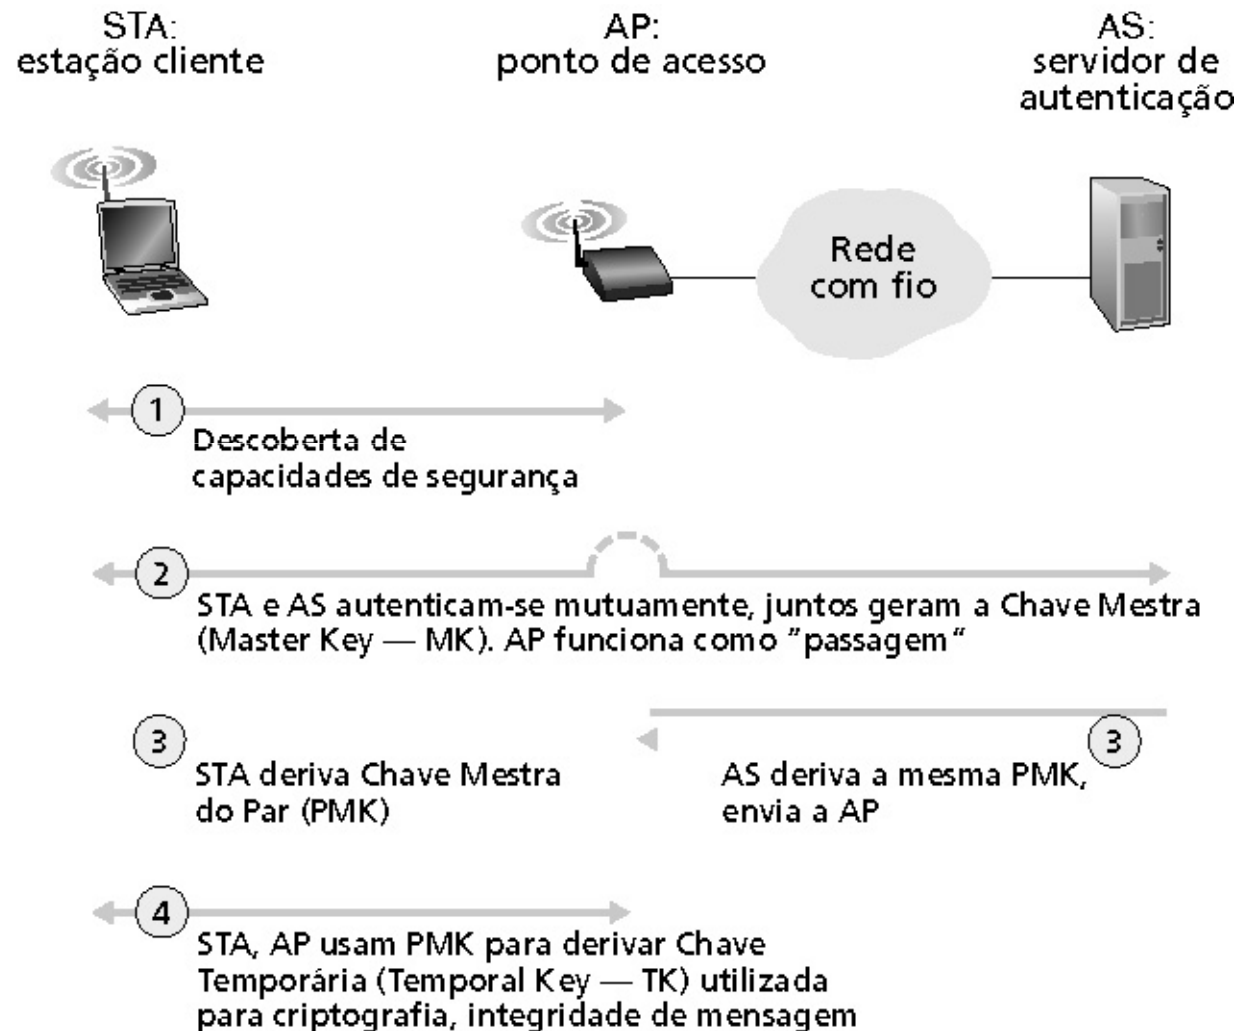 STA:
estação cliente
AP:
ponto de acesso
AS:
servidor de
autenticação
Rede
com fio
1
Descoberta de
capacidades de segurança
2
STA e AS autenticam-se mutuamente, juntos geram a Chave Mestra
(Master Key — MK). AP funciona como "passagem"
3
STA deriva Chave Mestra
do Par (PMK)
3
AS deriva a mesma PMK,
envia a AP
4
STA, AP usam PMK para derivar Chave
Temporária (Temporal Key — TK) utilizada
para criptografia, integridade de mensagem